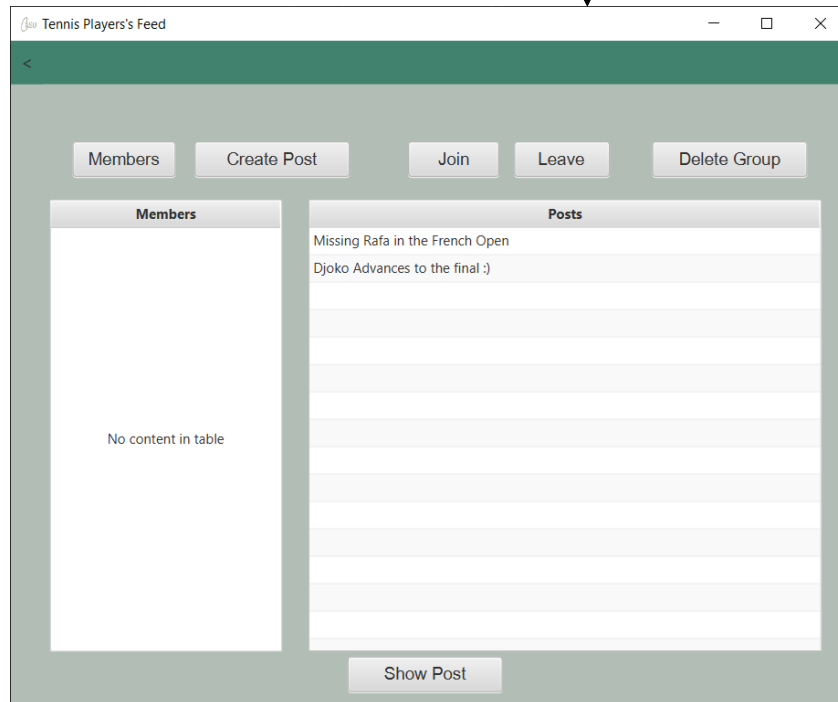 Tennis Players's Feed
<
Members Create Post Join Leave Delete Group
Members Posts
Missing Rafa in the French Open
Djoko Advances to the final :)
No content in table
Show Post